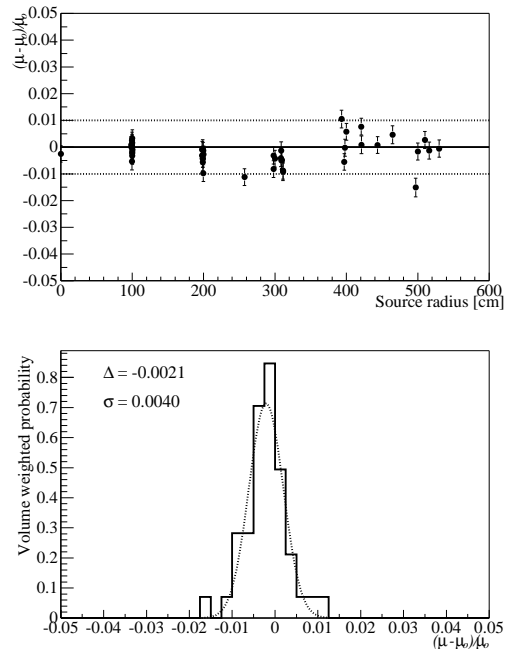 (μ-μo)/μo
0.05
0.04
0.03
0.02
0.01
0
-0.01
-0.02
-0.03
-0.04
-0.05
0 100 200 300 400 500 600
Source radius [cm]
Volume weighted probability
Δ = -0.0021
σ = 0.0040
0.8
0.7
0.6
0.5
0.4
0.3
0.2
0.1
0
-0.05 -0.04 -0.03 -0.02 -0.01 0 0.01 0.02 0.03 0.04 0.05
(μ-μo)/μo